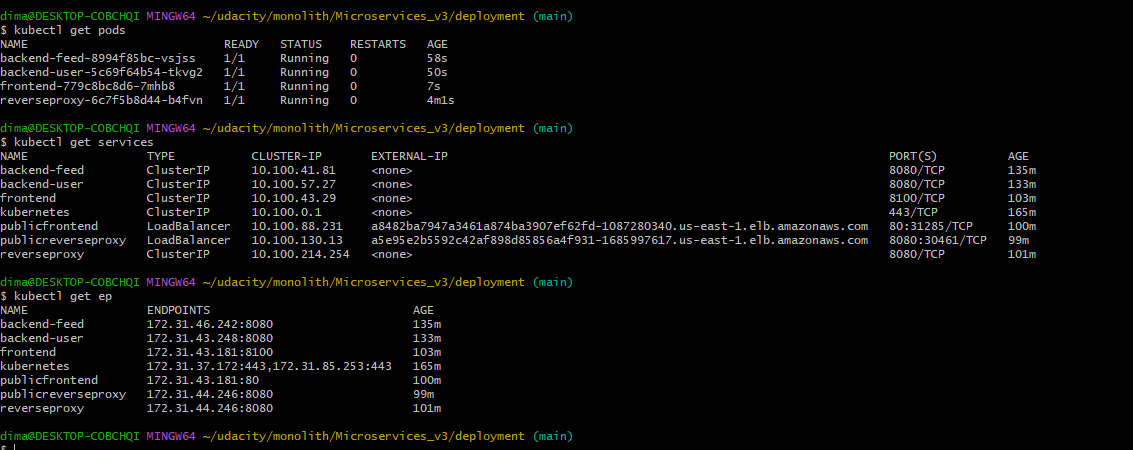 dima@DESKTOP-COBCHQI MINGW64 ~/udacity/monolith/Microservices_v3/deployment (main)
$ kubectl get pods
NAME READY STATUS RESTARTS AGE
backend-feed-8994f85bc-vsjss 1/1 Running 0 58s
backend-user-5c69f64b54-tkvg2 1/1 Running 0 50s
frontend-779c8bc8d6-7mhb8 1/1 Running 0 7s
reverseproxy-6c7f5b8d44-b4fvn 1/1 Running 0 4m1s
dima@DESKTOP-COBCHQI MINGW64 ~/udacity/monolith/Microservices_v3/deployment (main)
$ kubectl get services
NAME TYPE CLUSTER-IP EXTERNAL-IP PORT(S) AGE
backend-feed ClusterIP 10.100.41.81 <none> 8080/TCP 135m
backend-user ClusterIP 10.100.57.27 <none> 8080/TCP 133m
frontend ClusterIP 10.100.43.29 <none> 8100/TCP 103m
kubernetes ClusterIP 10.100.0.1 <none> 443/TCP 165m
publicfrontend LoadBalancer 10.100.88.231 a8482ba7947a3461a874ba3907ef62fd-1087280340.us-east-1.elb.amazonaws.com 80:31285/TCP 100m
publicreverseproxy LoadBalancer 10.100.130.13 a5e95e2b5592c42af898d85856a4f931-1685997617.us-east-1.elb.amazonaws.com 8080:30461/TCP 99m
reverseproxy ClusterIP 10.100.214.254 <none> 8080/TCP 101m
dima@DESKTOP-COBCHQI MINGW64 ~/udacity/monolith/Microservices_v3/deployment (main)
$ kubectl get ep
NAME ENDPOINTS AGE
backend-feed 172.31.46.242:8080 135m
backend-user 172.31.43.248:8080 133m
frontend 172.31.43.181:8100 103m
kubernetes 172.31.37.172:443,172.31.85.253:443 165m
publicfrontend 172.31.43.181:80 100m
publicreverseproxy 172.31.44.246:8080 99m
reverseproxy 172.31.44.246:8080 101m
dima@DESKTOP-COBCHQI MINGW64 ~/udacity/monolith/Microservices_v3/deployment (main)
$